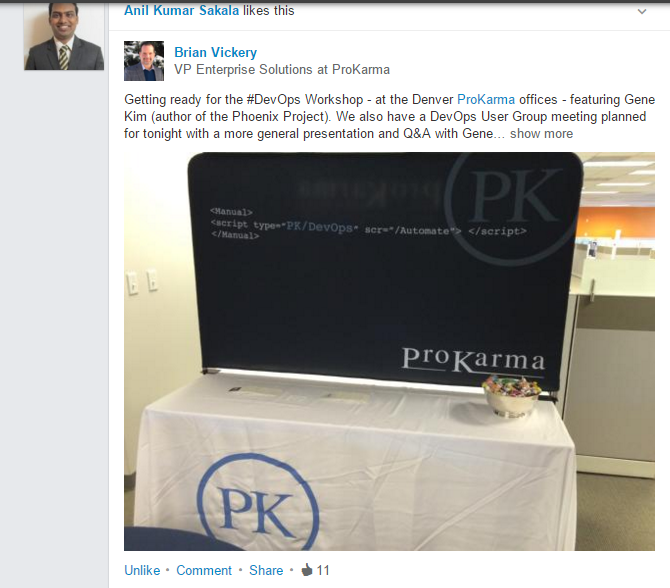 Anil Kumar Sakala likes this
Brian Vickery
VP Enterprise Solutions at ProKarma
Getting ready for the #DevOps Workshop - at the Denver ProKarma offices - featuring Gene
Kim (author of the Phoenix Project). We also have a DevOps User Group meeting planned
for tonight with a more general presentation and Q&A with Gene... show more
PK
<Manual>
<script type="PK/DevOps" scr="/Automate"> </script>
</Manual>
ProKarma
PK
Unlike • Comment • Share • 11